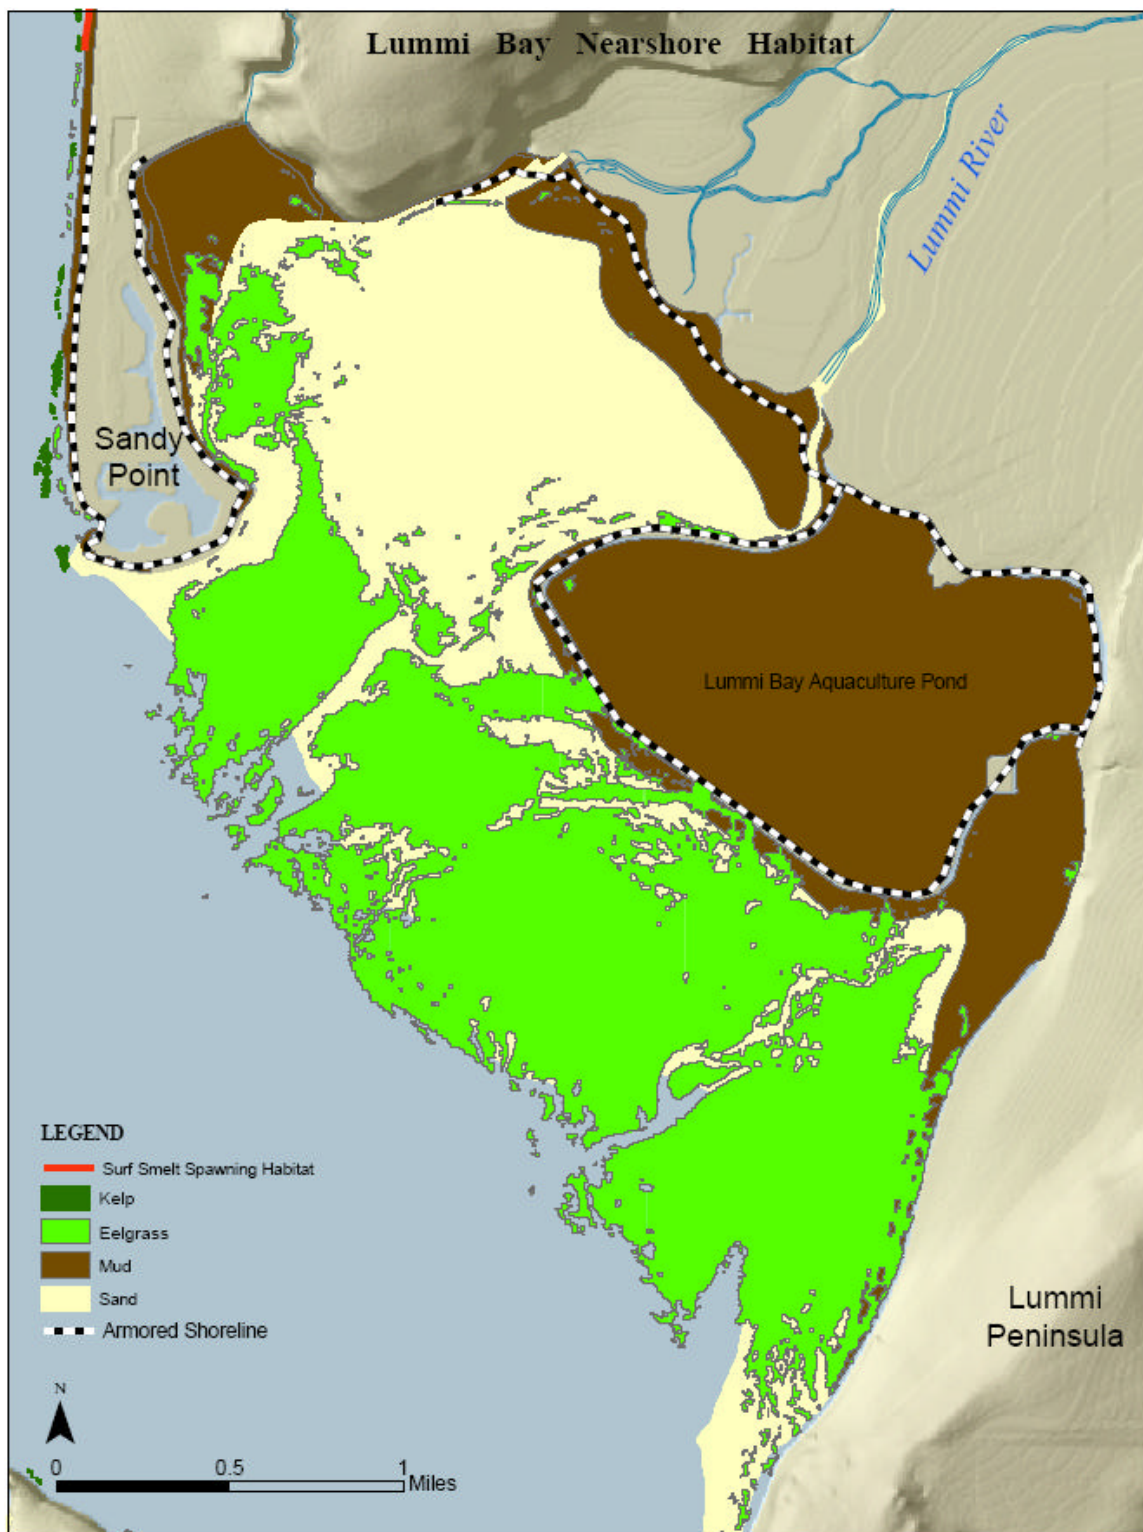 Lummi Bay Nearshore Habitat
Lummi River
Sandy
Point
Lummi Bay Aquaculture Pond
LEGEND
Surf Smelt Spawning Habitat
Kelp
Eelgrass
Mud
Sand
Armored Shoreline
Lummi
Peninsula
N
0 0.5 1
Miles